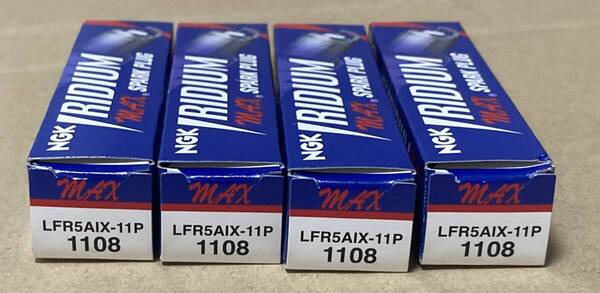 NGK IRIDIUM
MAX. SPARK PLUG
NGK IRIDIUM
MAX. SPARK PLUG
NGK IRIDIUM
MAX. SPARK PLUG
NGK IRIDIUM
MAX. SPARK PLUG
MAX
LFR5AIX-11P
1108
MAX
LFR5AIX-11P
1108
MAX
LFR5AIX-11P
1108
MAX
LFR5AIX-11P
1108